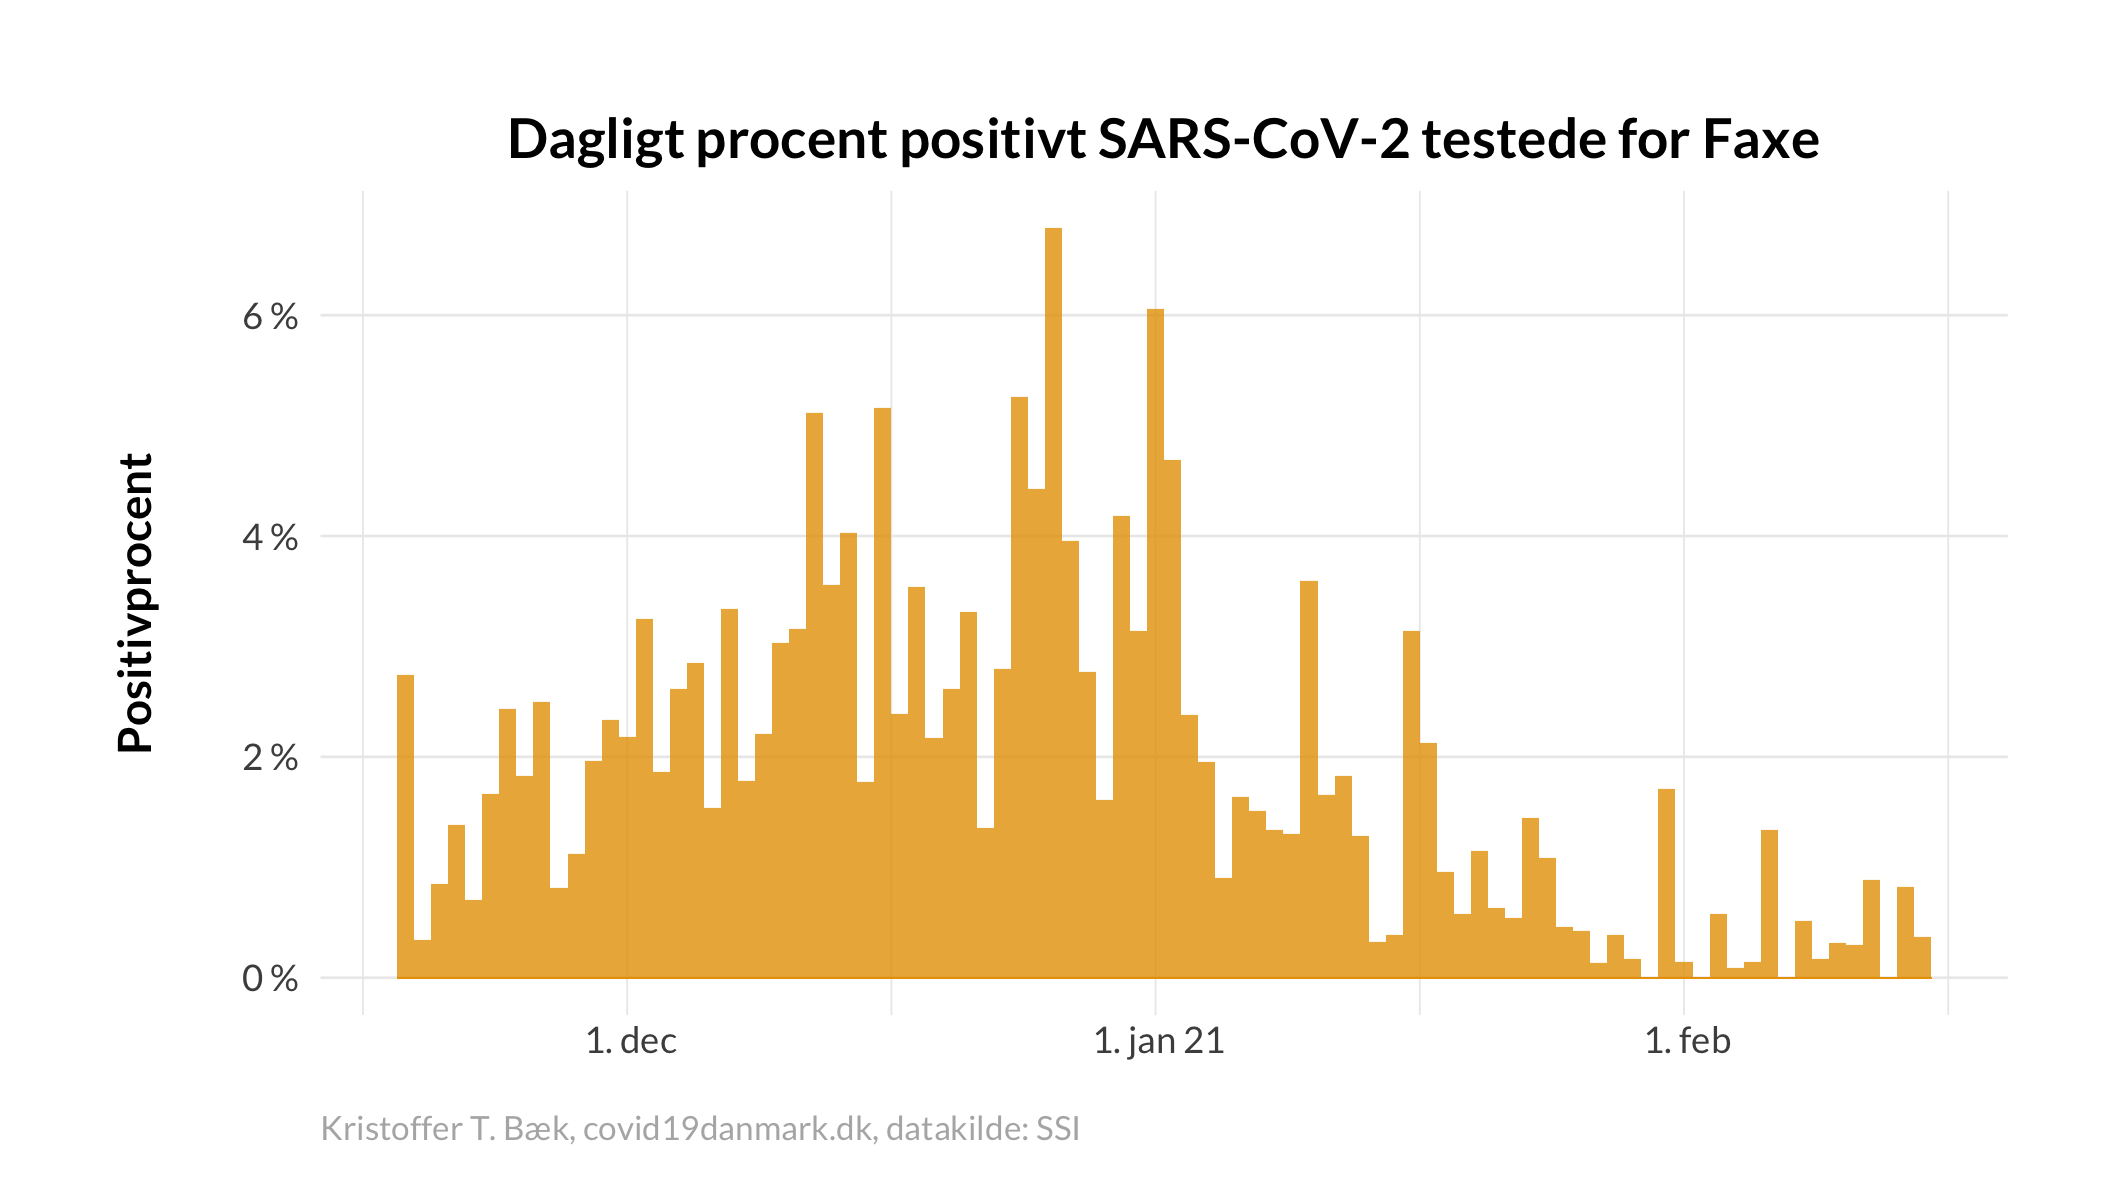 Dagligt procent positivt SARS-CoV-2 testede for Faxe
Positivprocent
6 %
4 %
2 %
0 %
1. dec
1. jan 21
1. feb
Kristoffer T. Bæk, covid19danmark.dk, datakilde: SSI